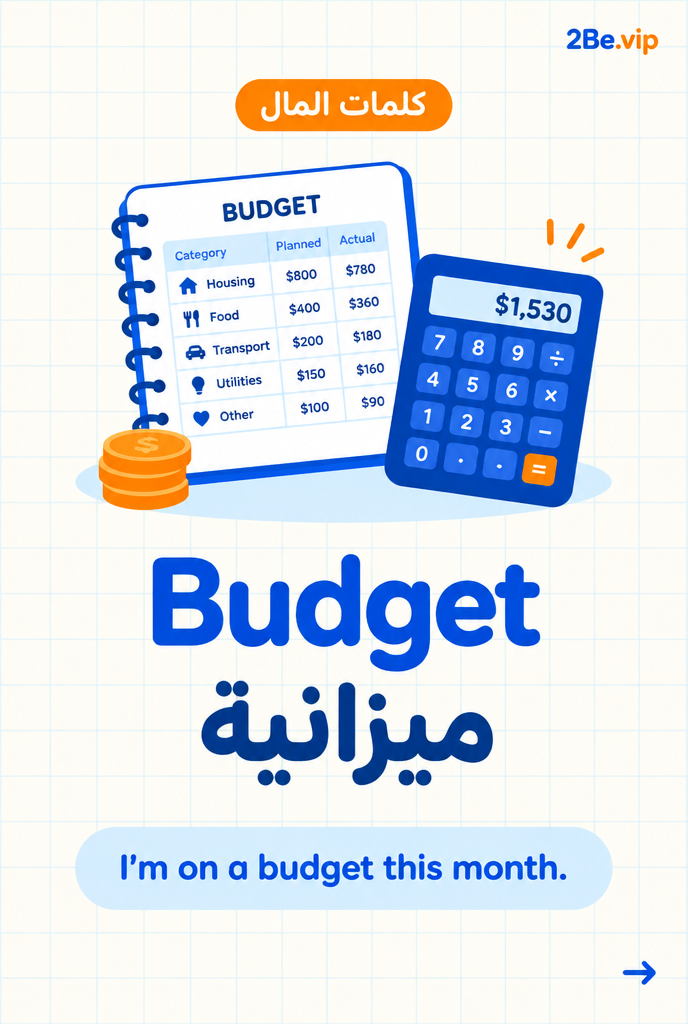 2Be.vip
كلمات المال
BUDGET
Category Planned Actual
Housing $800 $780
Food $400 $360
Transport $200 $180
Utilities $150 $160
Other $100 $90
$
$1,530
7 8 9 ÷
4 5 6 ×
1 2 3 −
0 . . =
Budget
ميزانية
I'm on a budget this month.